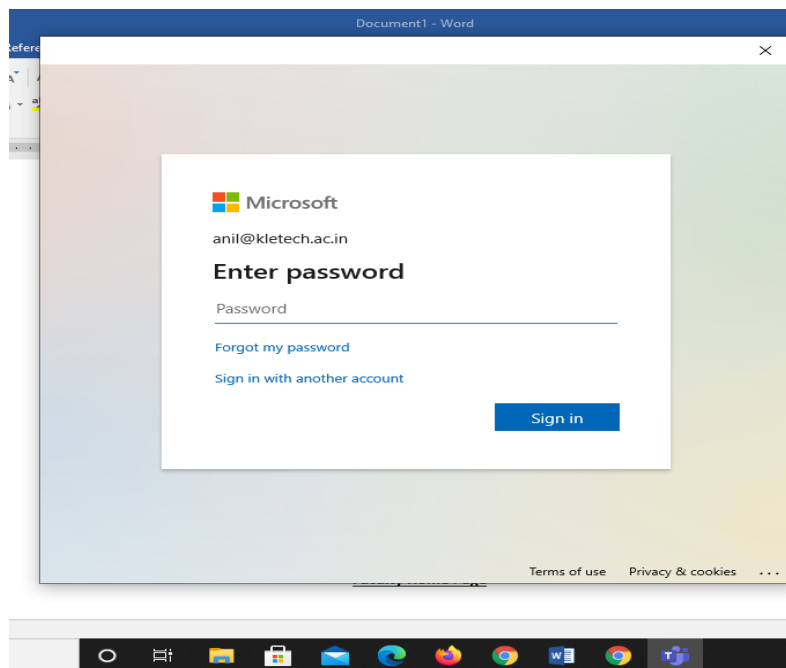 Document1 - Word
Microsoft
anil@kletech.ac.in
Enter password
Password
Forgot my password
Sign in with another account
Sign in
Terms of use Privacy & cookies ...